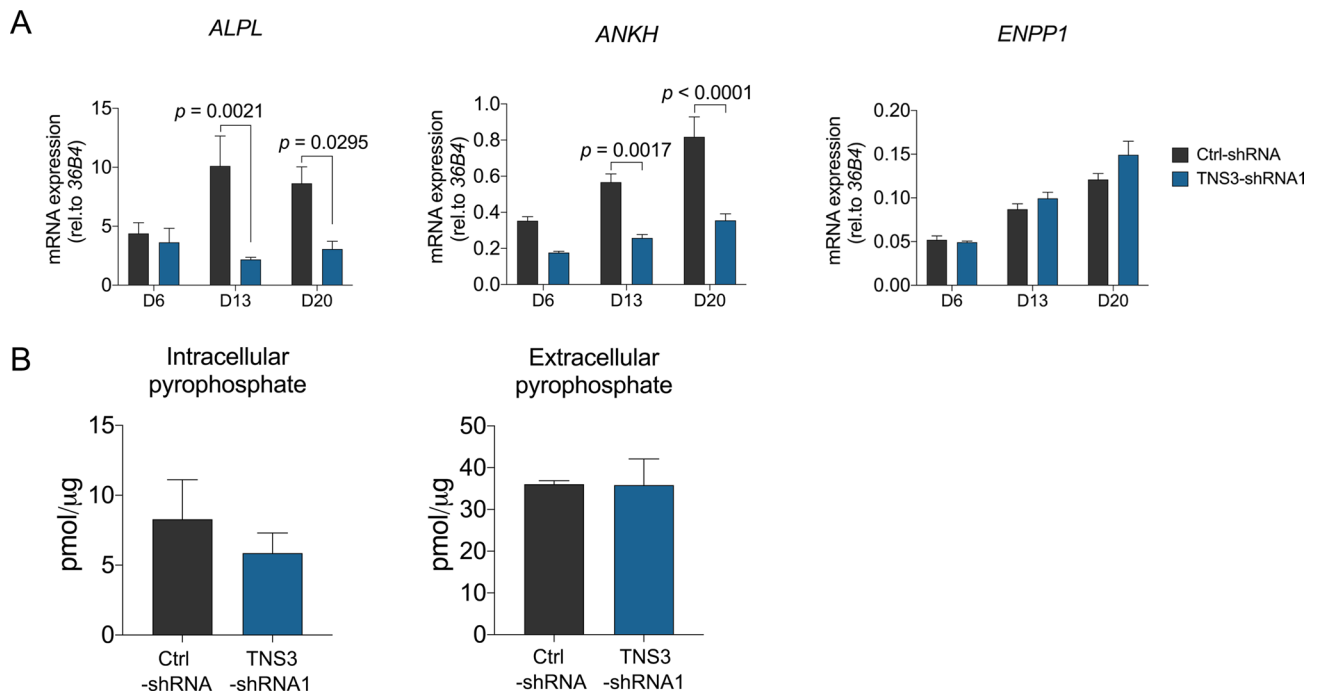 A
ALPL
ANKH
ENPP1
mRNA expression
(rel.to 36B4)
15
10
5
0
p = 0.0021
p = 0.0295
D6
D13
D20
mRNA expression
(rel.to 36B4)
1.0
0.8
0.6
0.4
0.2
0.0
p = 0.0017
p < 0.0001
D6
D13
D20
mRNA expression
(rel.to 36B4)
0.20
0.15
0.10
0.05
0.00
D6
D13
D20
Ctrl-shRNA
TNS3-shRNA1
B
Intracellular
pyrophosphate
pmol/μg
15
10
5
0
Ctrl
-shRNA
TNS3
-shRNA1
Extracellular
pyrophosphate
pmol/μg
50
40
30
20
10
0
Ctrl
-shRNA
TNS3
-shRNA1